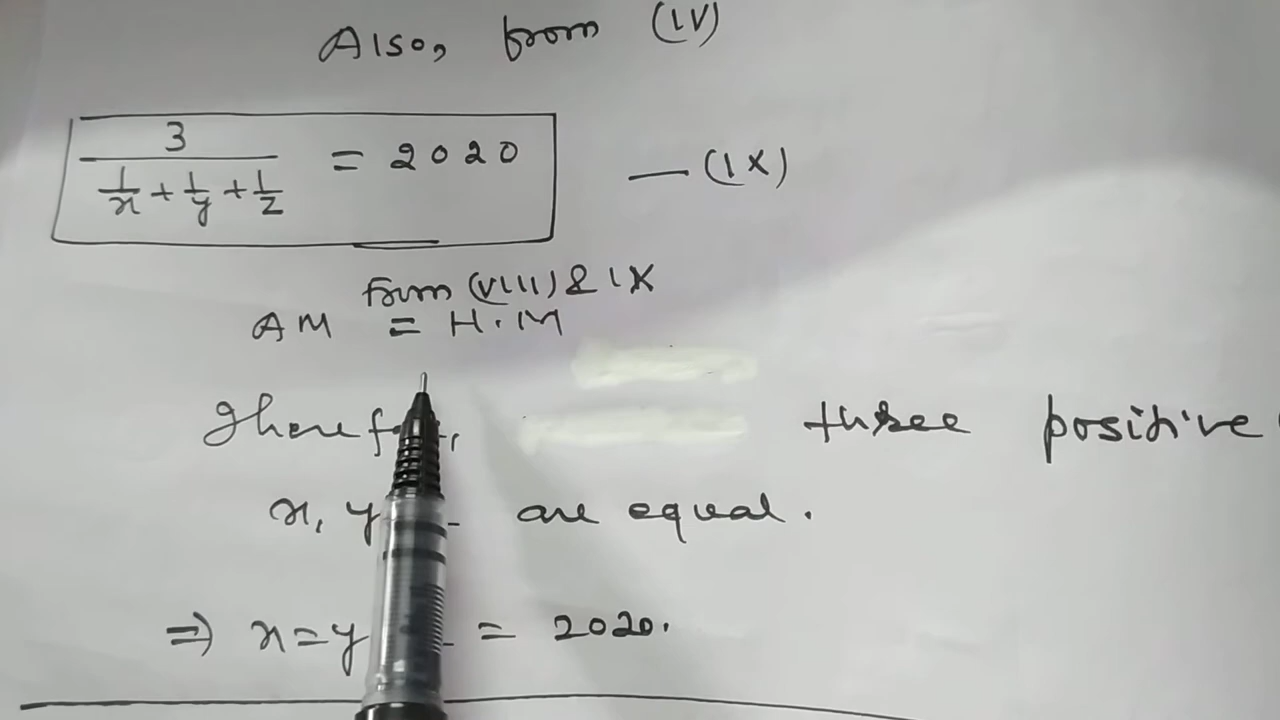 Also, from (IV)
3 / (1/x + 1/y + 1/z) = 2020 — (IX)
from (VIII) & IX
AM = H.M
three positive
x, y are equal.
⇒ x=y = 2020.